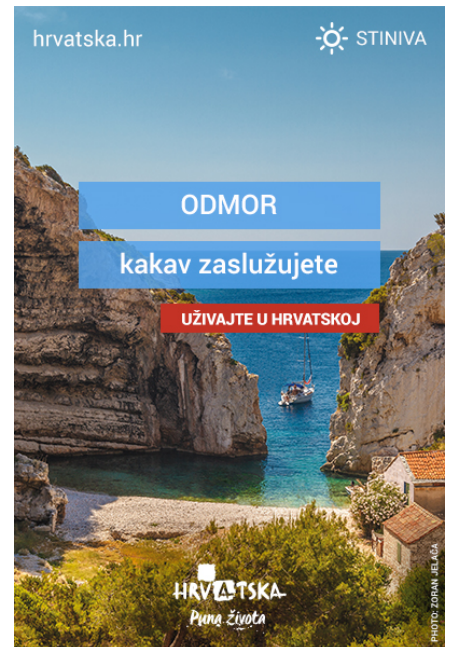 hrvatska.hr
STINIVA
ODMOR
kakav zaslužujete
UŽIVAJTE U HRVATSKOJ
HRVATSKA
Puna života
PHOTO: ZORAN JELAČA